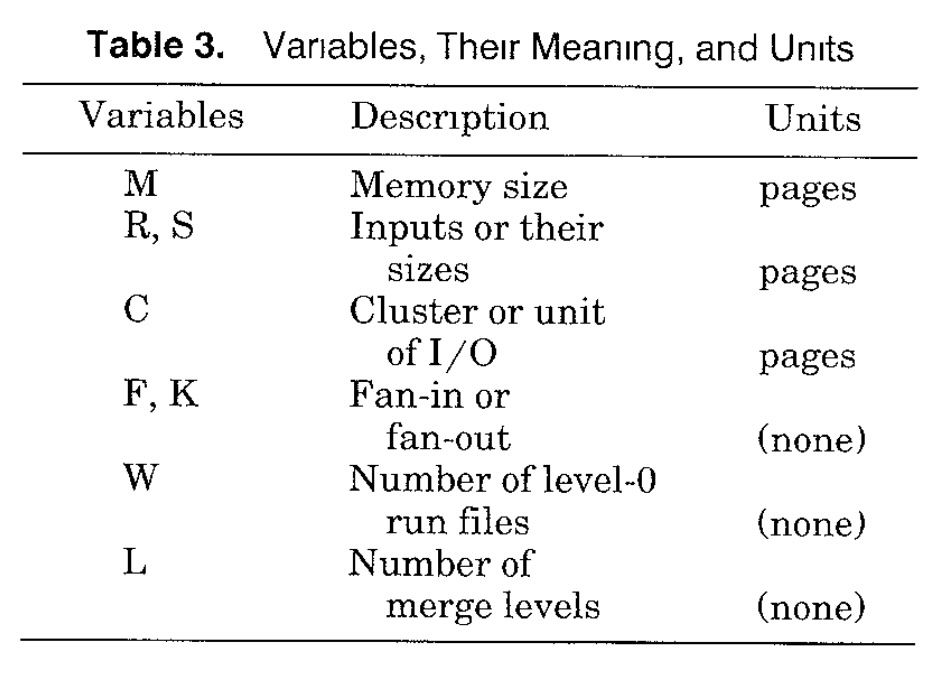 Table 3. Variables, Their Meaning, and Units
Variables Description Units
M Memory size pages
R, S Inputs or their
sizes pages
C Cluster or unit
of I/O pages
F, K Fan-in or
fan-out (none)
W Number of level-0
run files (none)
L Number of
merge levels (none)